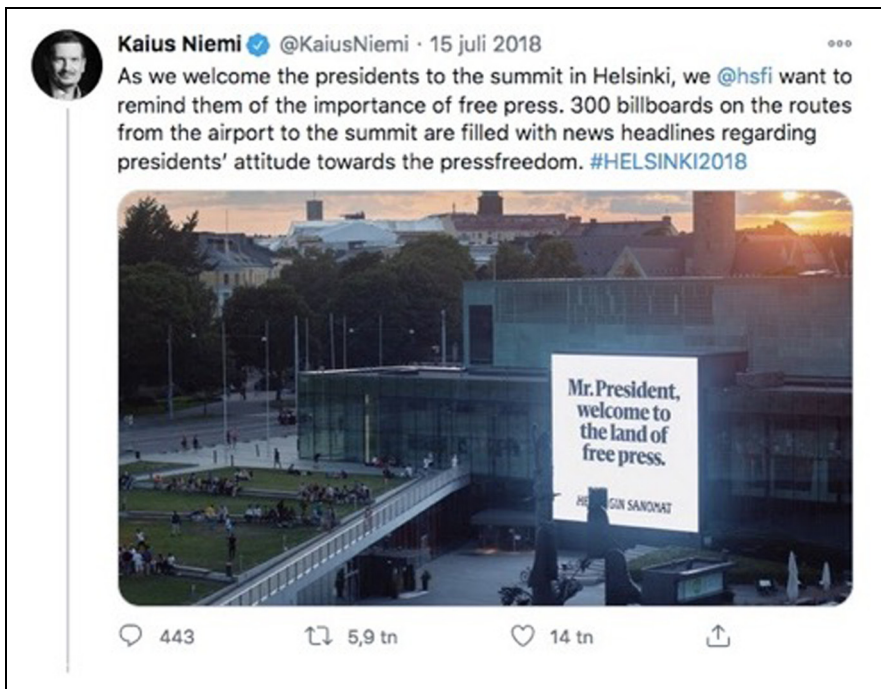 Kaius Niemi @KaiusNiemi · 15 juli 2018
As we welcome the presidents to the summit in Helsinki, we @hsfi want to
remind them of the importance of free press. 300 billboards on the routes
from the airport to the summit are filled with news headlines regarding
presidents' attitude towards the pressfreedom. #HELSINKI2018
Mr. President,
welcome to
the land of
free press.
SANOMAT
443 5,9 tn 14 tn